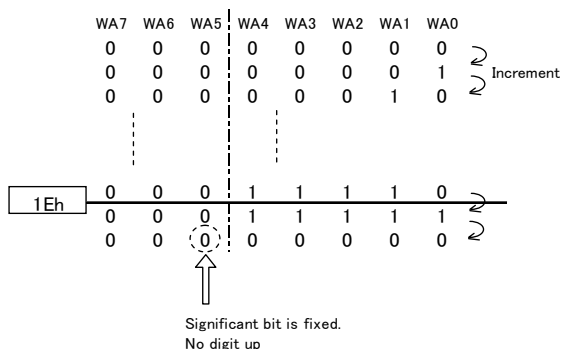 WA7 WA6 WA5 WA4 WA3 WA2 WA1 WA0
0 0 0 0 0 0 0 0
0 0 0 0 0 0 0 1 Increment
0 0 0 0 0 0 1 0
1Eh 0 0 0 1 1 1 1 0
0 0 0 1 1 1 1 1
0 0 0 0 0 0 0 0
Significant bit is fixed.
No digit up